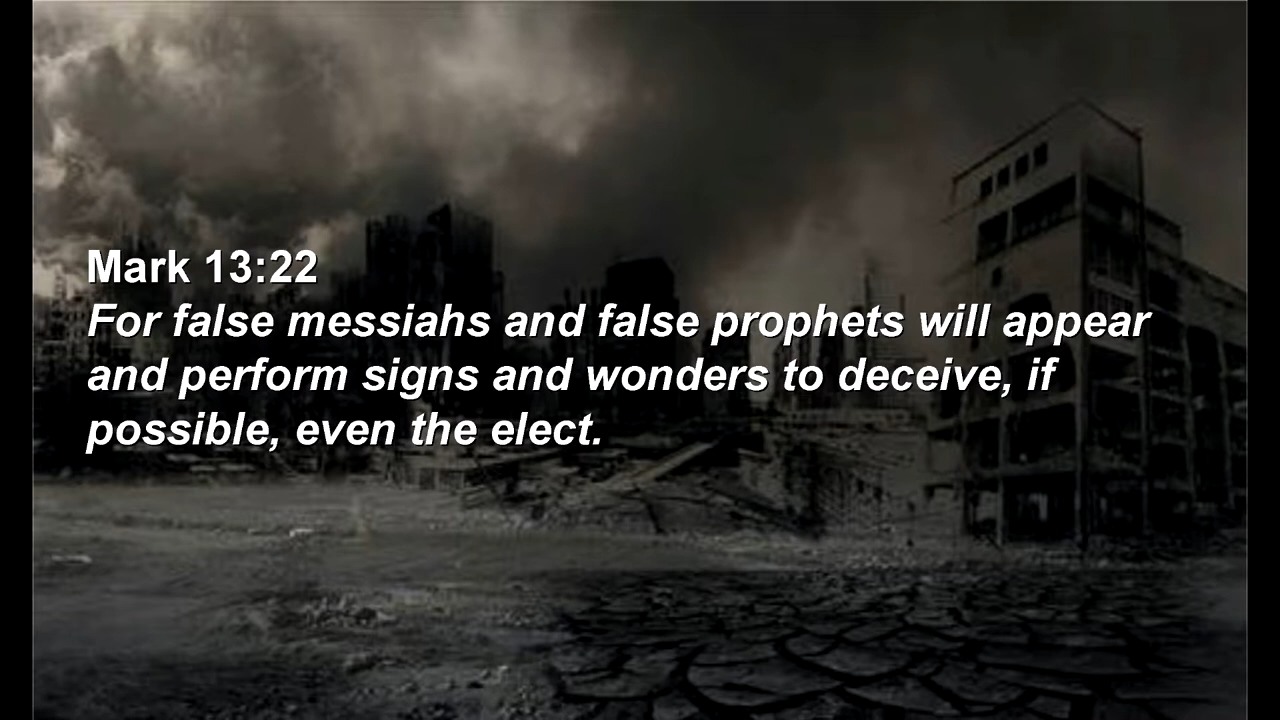 Mark 13:22
For false messiahs and false prophets will appear
and perform signs and wonders to deceive, if
possible, even the elect.